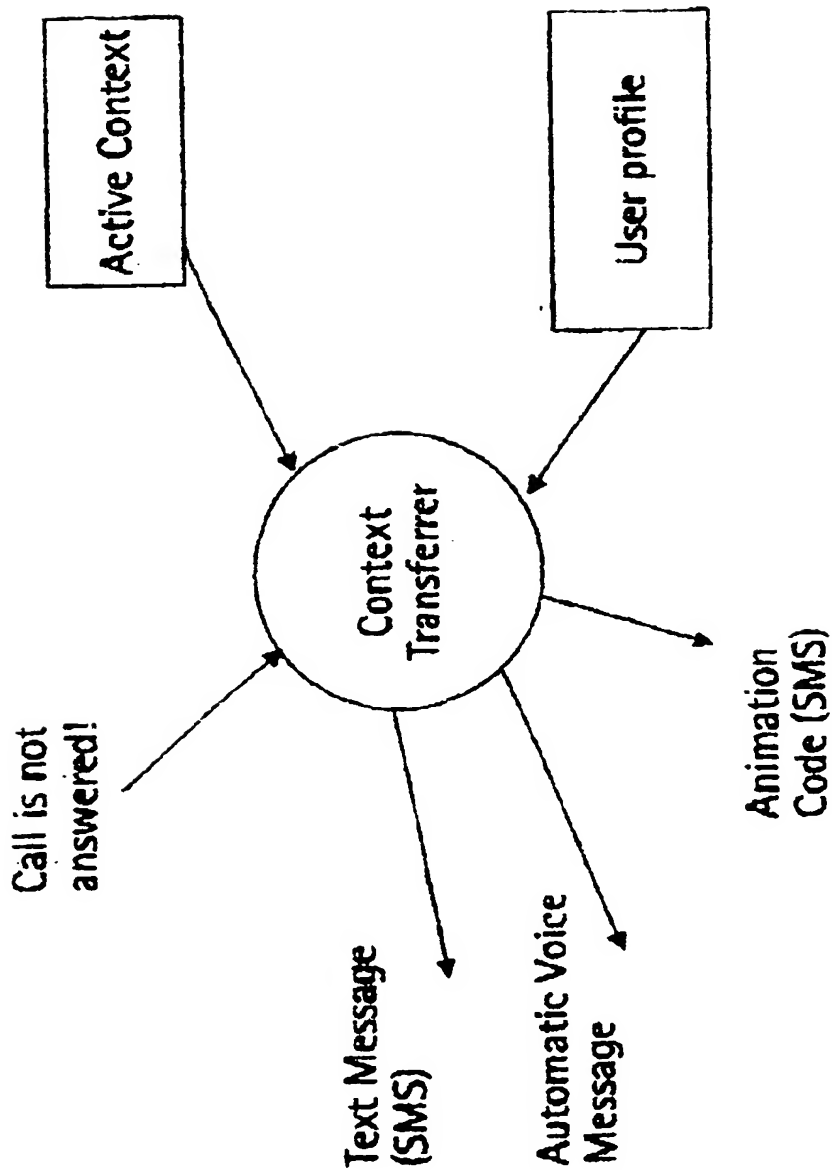 Call is not
answered!
Active Context
Context
Transferrer
User profile
Text Message
(SMS)
Automatic Voice
Message
Animation
Code (SMS)